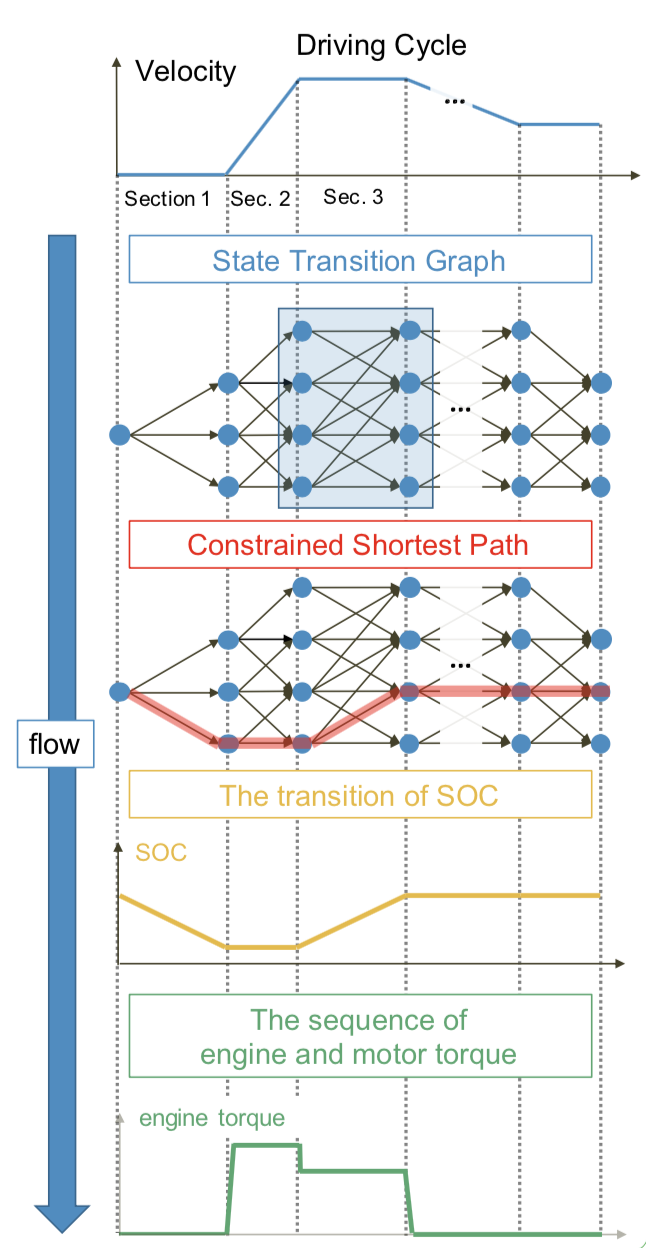 Driving Cycle
Velocity
...
Section 1
Sec. 2
Sec. 3
State Transition Graph
...
Constrained Shortest Path
...
flow
The transition of SOC
SOC
The sequence of
engine and motor torque
engine torque